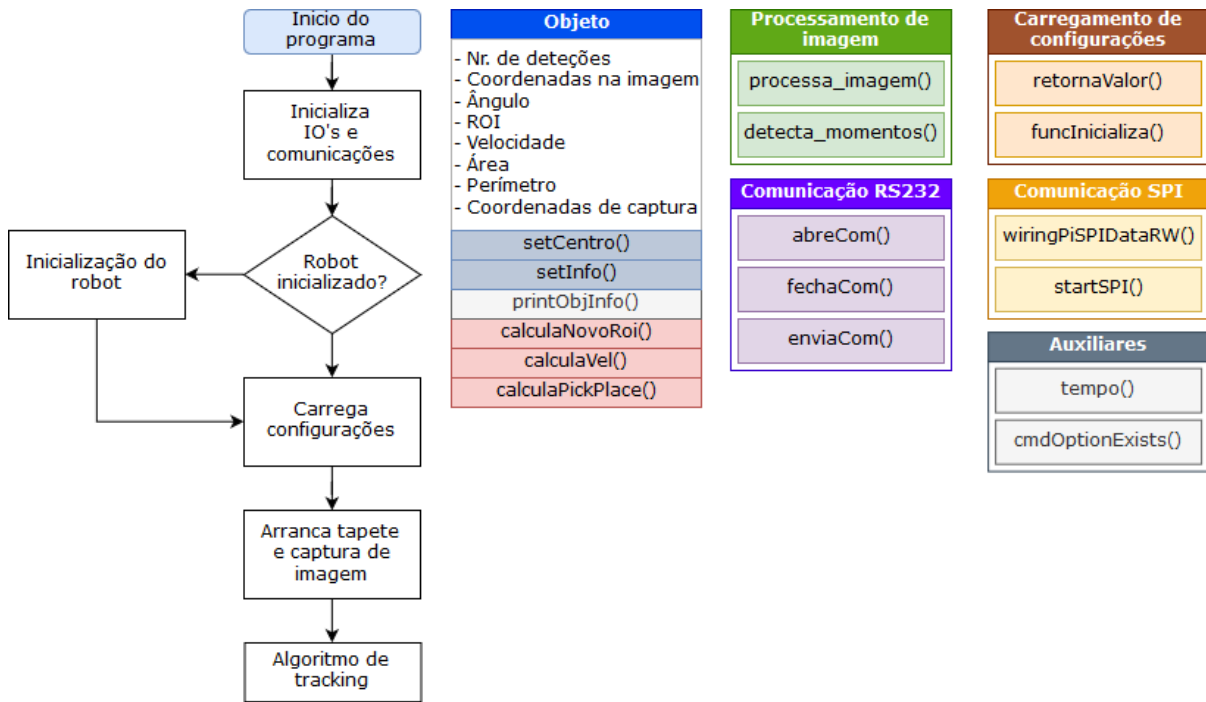 Inicio do
programa
Inicializa
IO's e
comunicações
Robot
inicializado?
Inicialização do
robot
Carrega
configurações
Arranca tapete
e captura de
imagem
Algoritmo de
tracking
Objeto
- Nr. de deteções
- Coordenadas na imagem
- Ângulo
- ROI
- Velocidade
- Área
- Perímetro
- Coordenadas de captura
setCentro()
setInfo()
printObjInfo()
calculaNovoRoi()
calculaVel()
calculaPickPlace()
Processamento de
imagem
processa_imagem()
detecta_momentos()
Comunicação RS232
abreCom()
fechaCom()
enviaCom()
Carregamento de
configurações
retornaValor()
funcInicializa()
Comunicação SPI
wiringPiSPIDataRW()
startSPI()
Auxiliares
tempo()
cmdOptionExists()